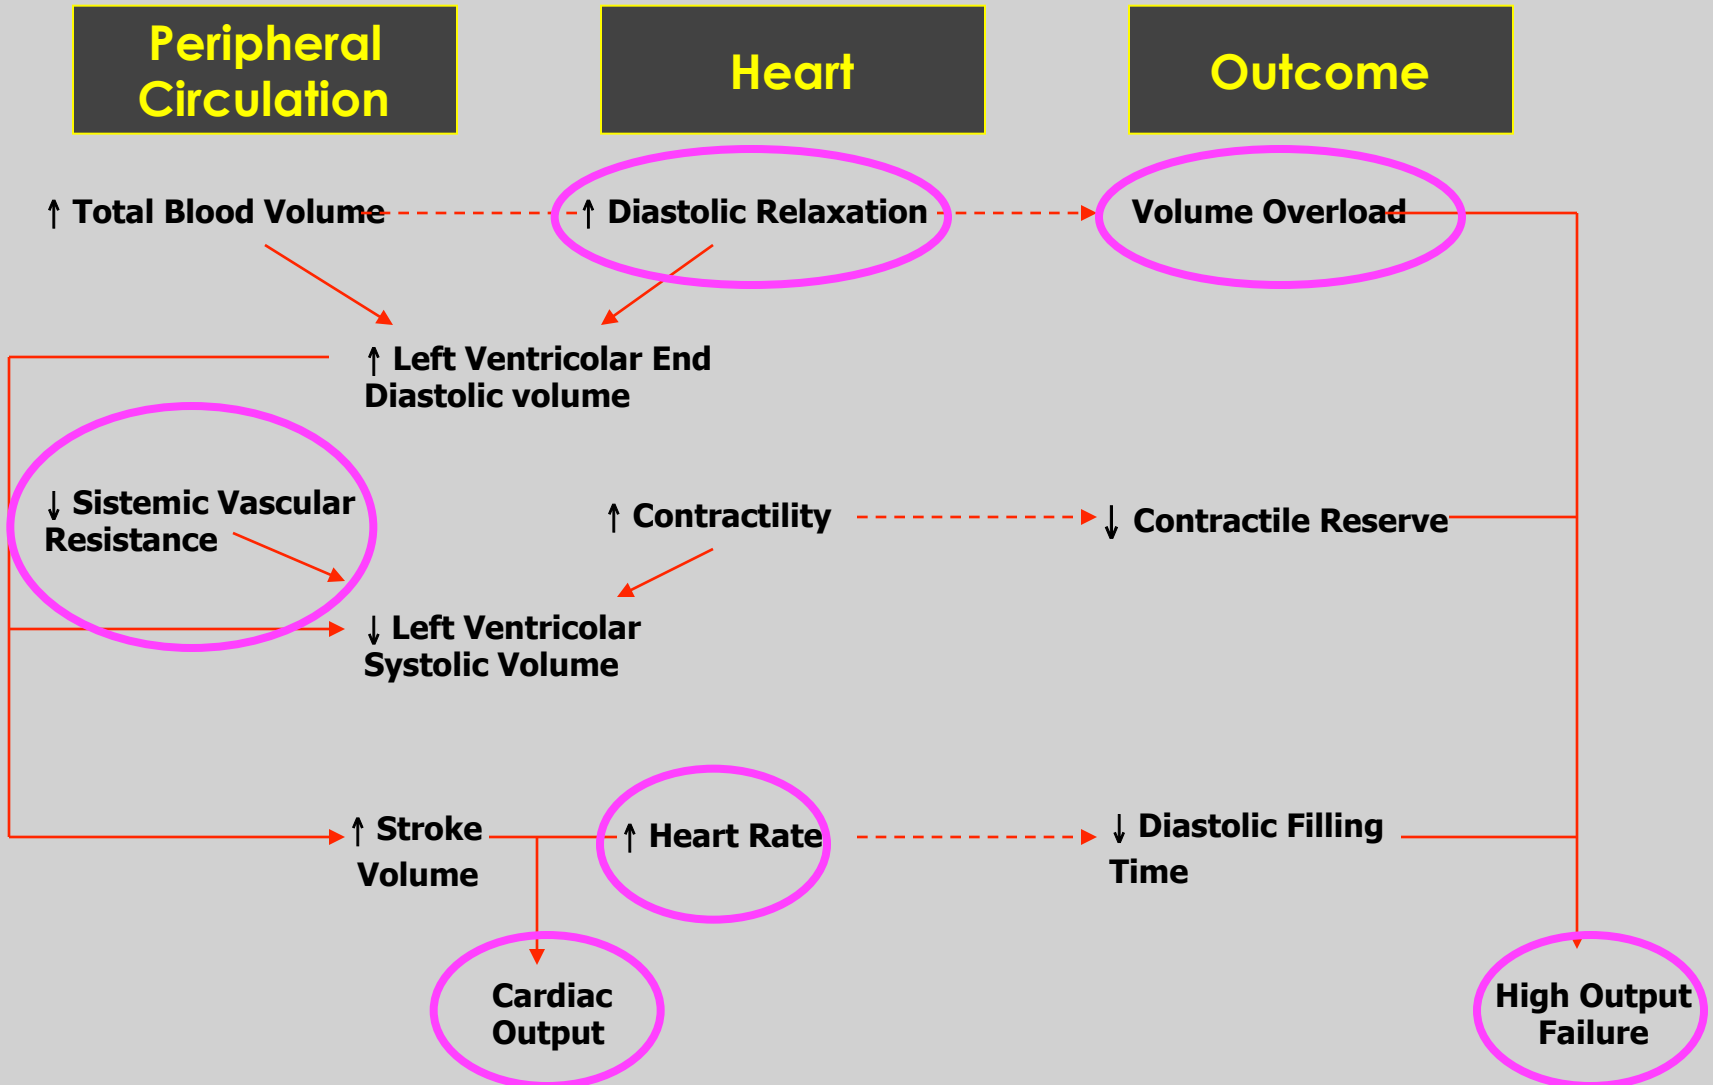 Peripheral
Circulation
Heart
Outcome
↑ Total Blood Volume
↑ Diastolic Relaxation
Volume Overload
↑ Left Ventricolar End
Diastolic volume
↓ Sistemic Vascular
Resistance
↑ Contractility
↓ Contractile Reserve
↓ Left Ventricolar
Systolic Volume
↑ Stroke
Volume
↑ Heart Rate
↓ Diastolic Filling
Time
Cardiac
Output
High Output
Failure